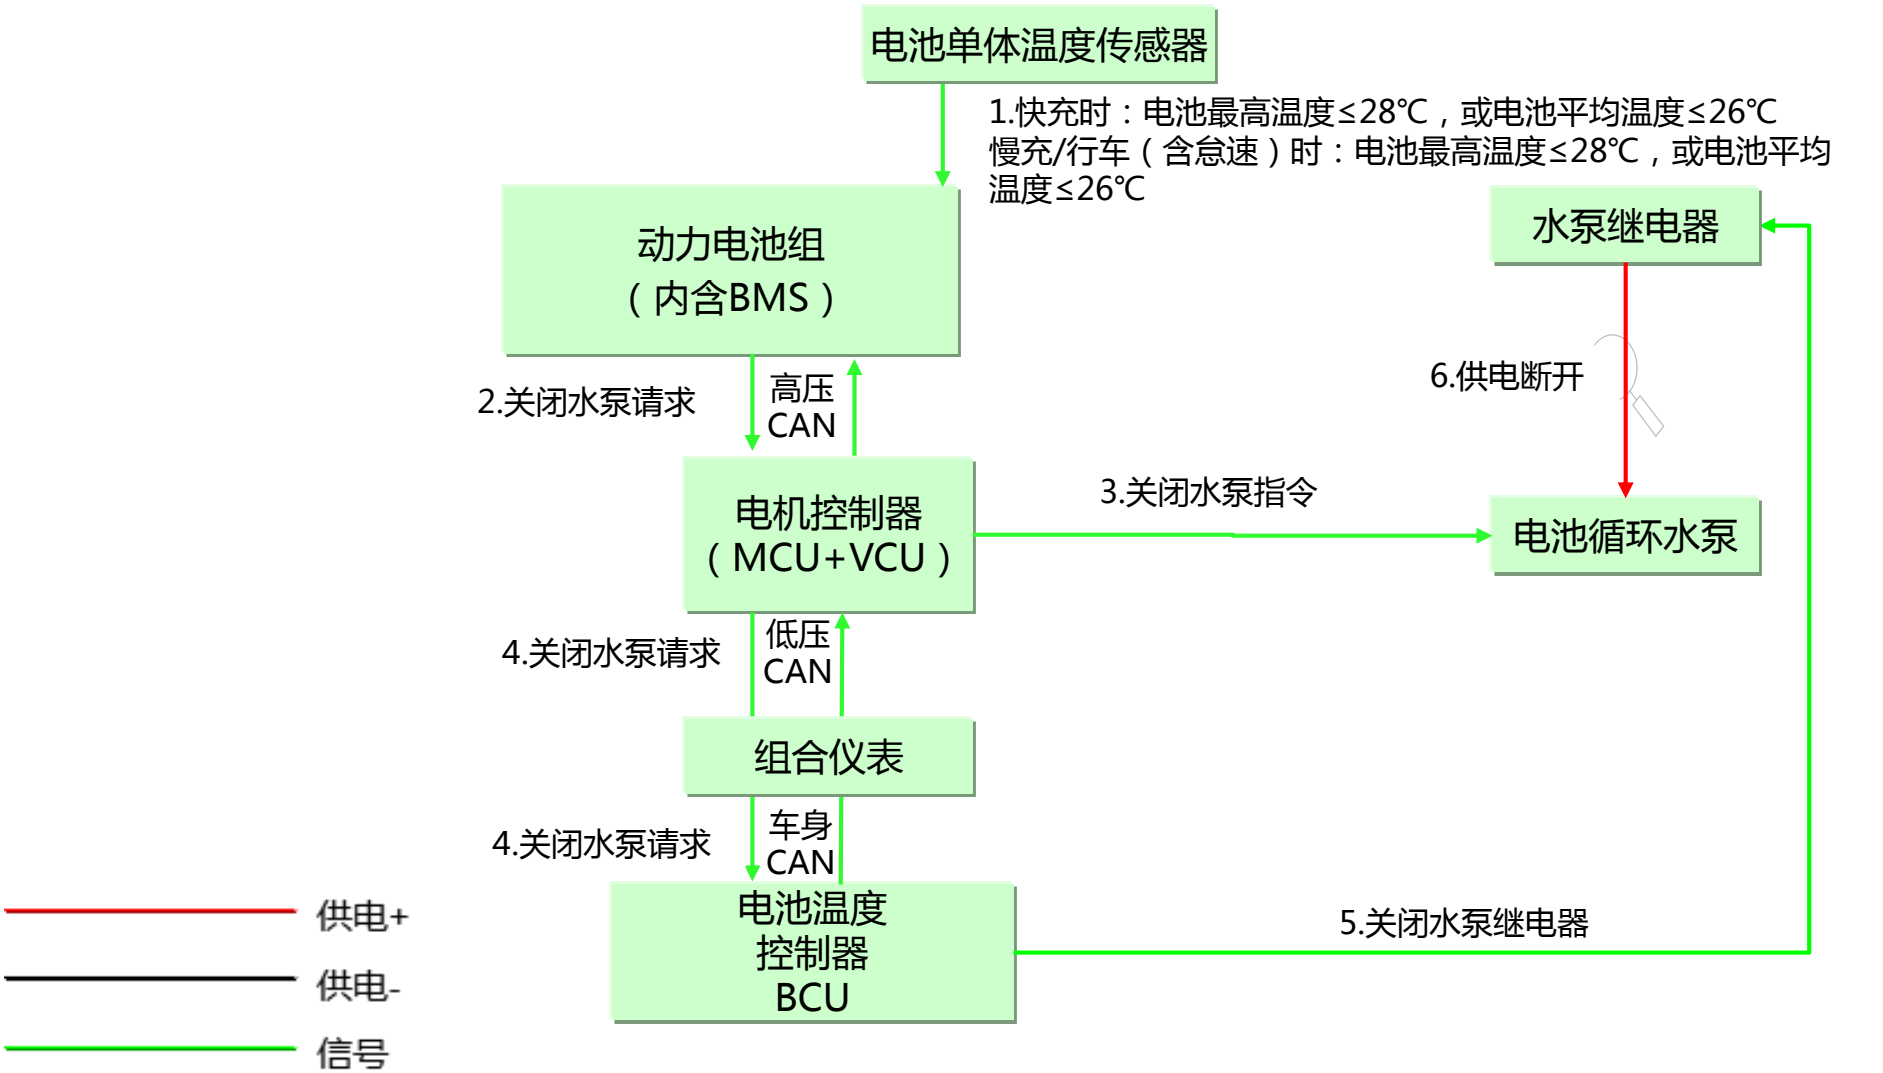 电池单体温度传感器
1.快充时：电池最高温度≤28℃，或电池平均温度≤26℃
慢充/行车（含怠速）时：电池最高温度≤28℃，或电池平均
温度≤26℃
动力电池组
（内含BMS）
水泵继电器
2.关闭水泵请求
高压
CAN
6.供电断开
电机控制器
（MCU+VCU）
3.关闭水泵指令
电池循环水泵
4.关闭水泵请求
低压
CAN
组合仪表
4.关闭水泵请求
车身
CAN
电池温度
控制器
BCU
5.关闭水泵继电器
供电+
供电-
信号